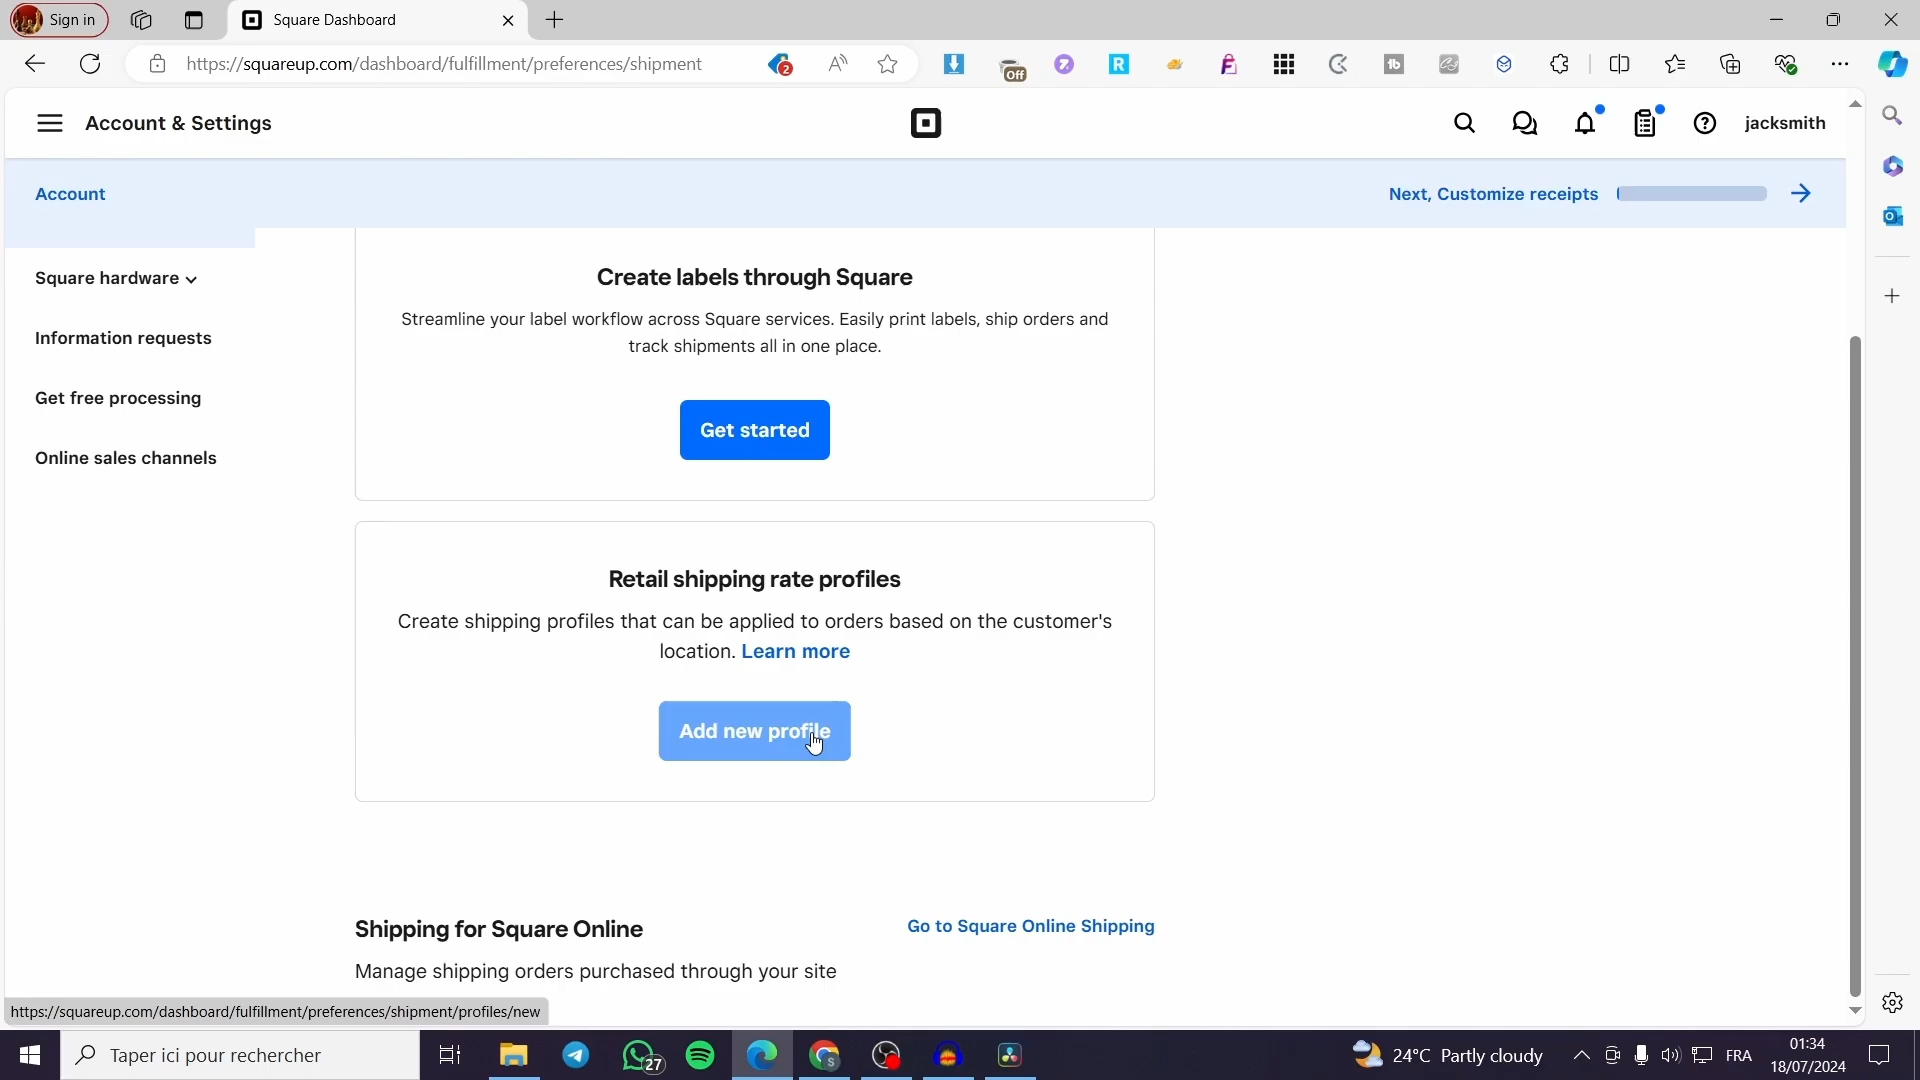 Sign in
Square Dashboard
https://squareup.com/dashboard/fulfillment/preferences/shipment
2
Off
R
1b
Account & Settings
jacksmith
Account
Next, Customize receipts
Square hardware
Information requests
Get free processing
Online sales channels
Create labels through Square
Streamline your label workflow across Square services. Easily print labels, ship orders and
track shipments all in one place.
Get started
Retail shipping rate profiles
Create shipping profiles that can be applied to orders based on the customer's
location. Learn more
Add new profile
Shipping for Square Online
Go to Square Online Shipping
Manage shipping orders purchased through your site
https://squareup.com/dashboard/fulfillment/preferences/shipment/profiles/new
Taper ici pour rechercher
27
24°C Partly cloudy
FRA
01:34
18/07/2024